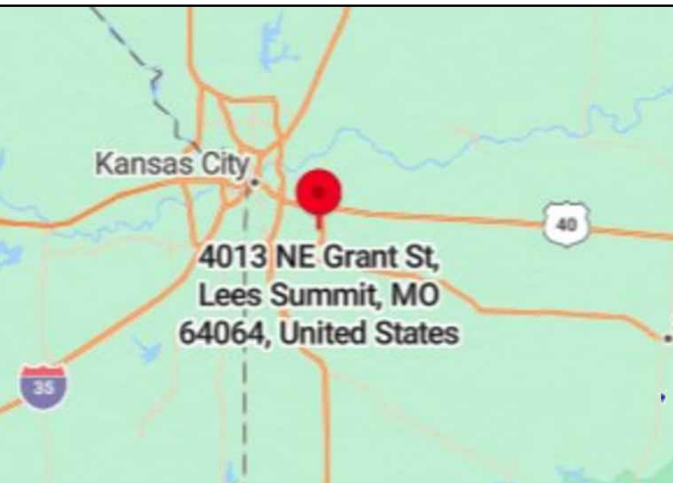 Kansas City
40
4013 NE Grant St,
Lees Summit, MO
64064, United States
35